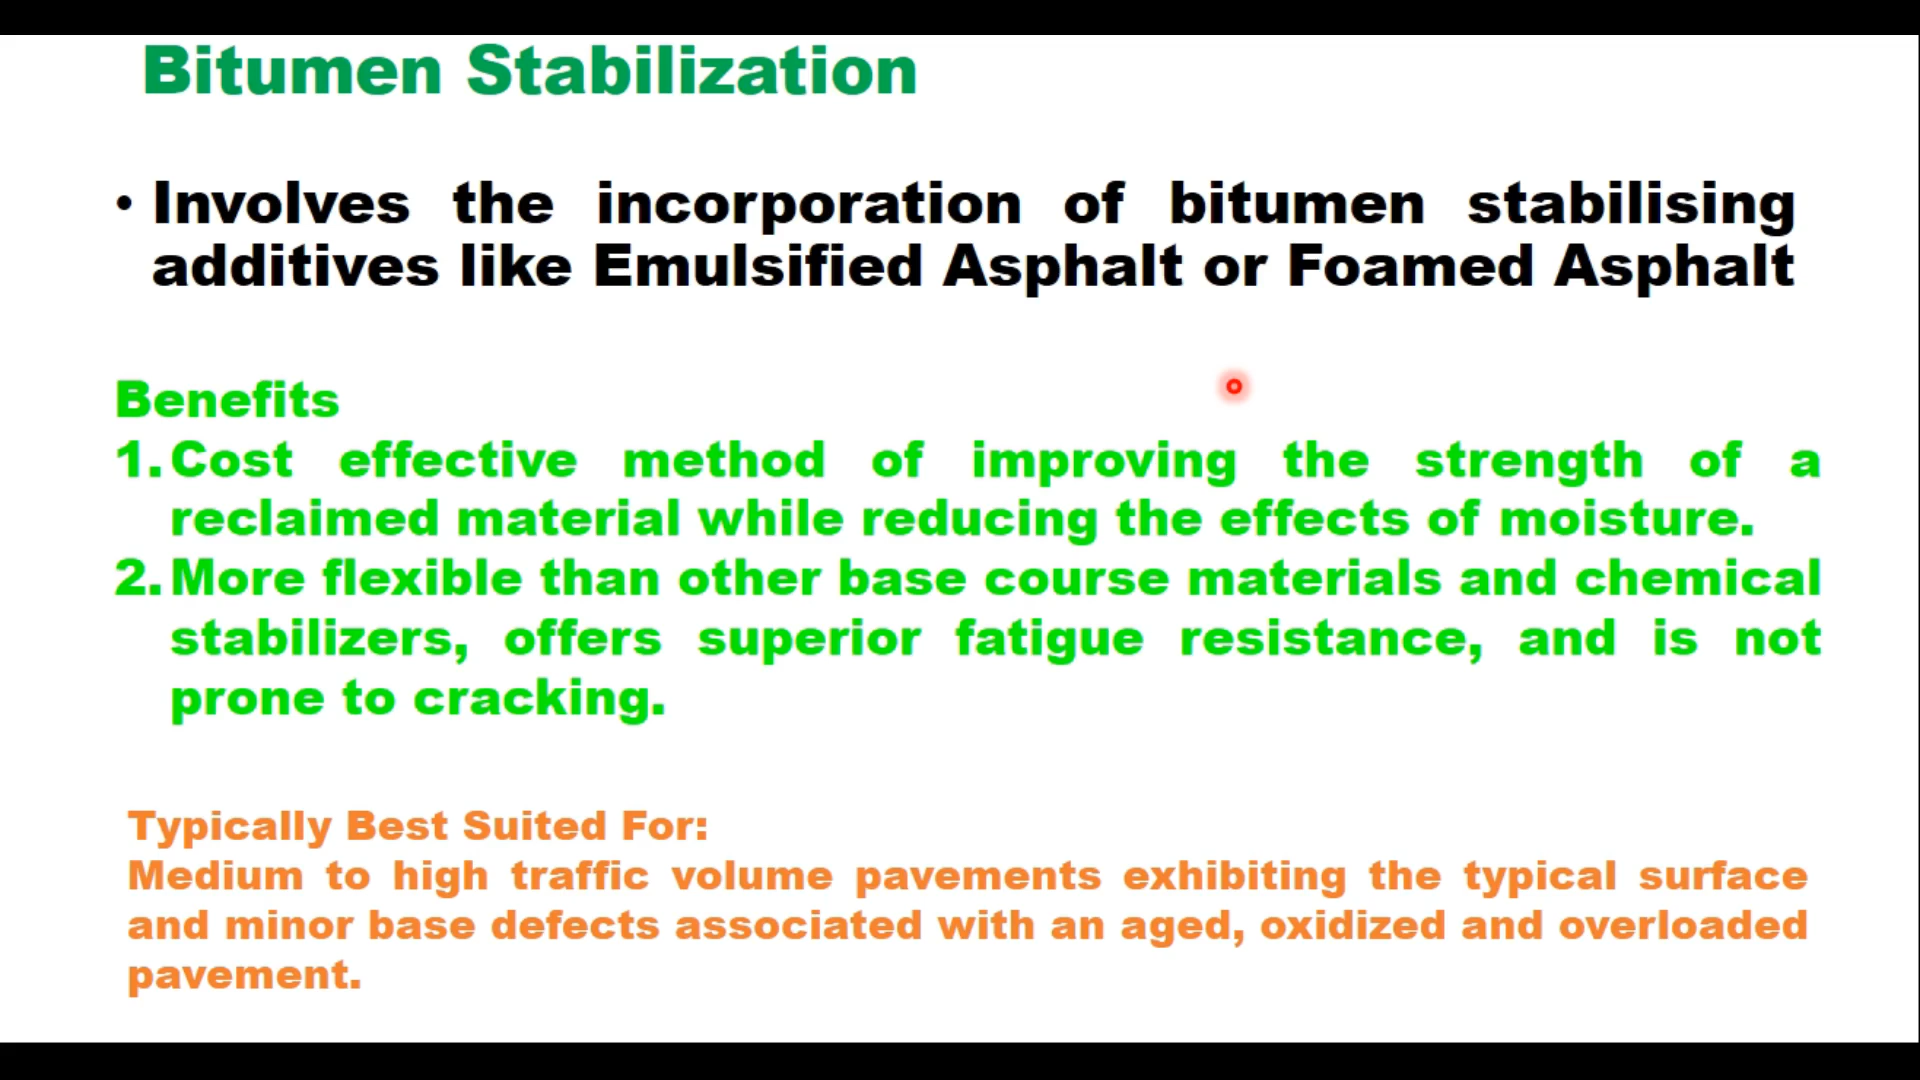 Bitumen Stabilization
• Involves the incorporation of bitumen stabilising
additives like Emulsified Asphalt or Foamed Asphalt
Benefits
1. Cost effective method of improving the strength of a
reclaimed material while reducing the effects of moisture.
2. More flexible than other base course materials and chemical
stabilizers, offers superior fatigue resistance, and is not
prone to cracking.
Typically Best Suited For:
Medium to high traffic volume pavements exhibiting the typical surface
and minor base defects associated with an aged, oxidized and overloaded
pavement.